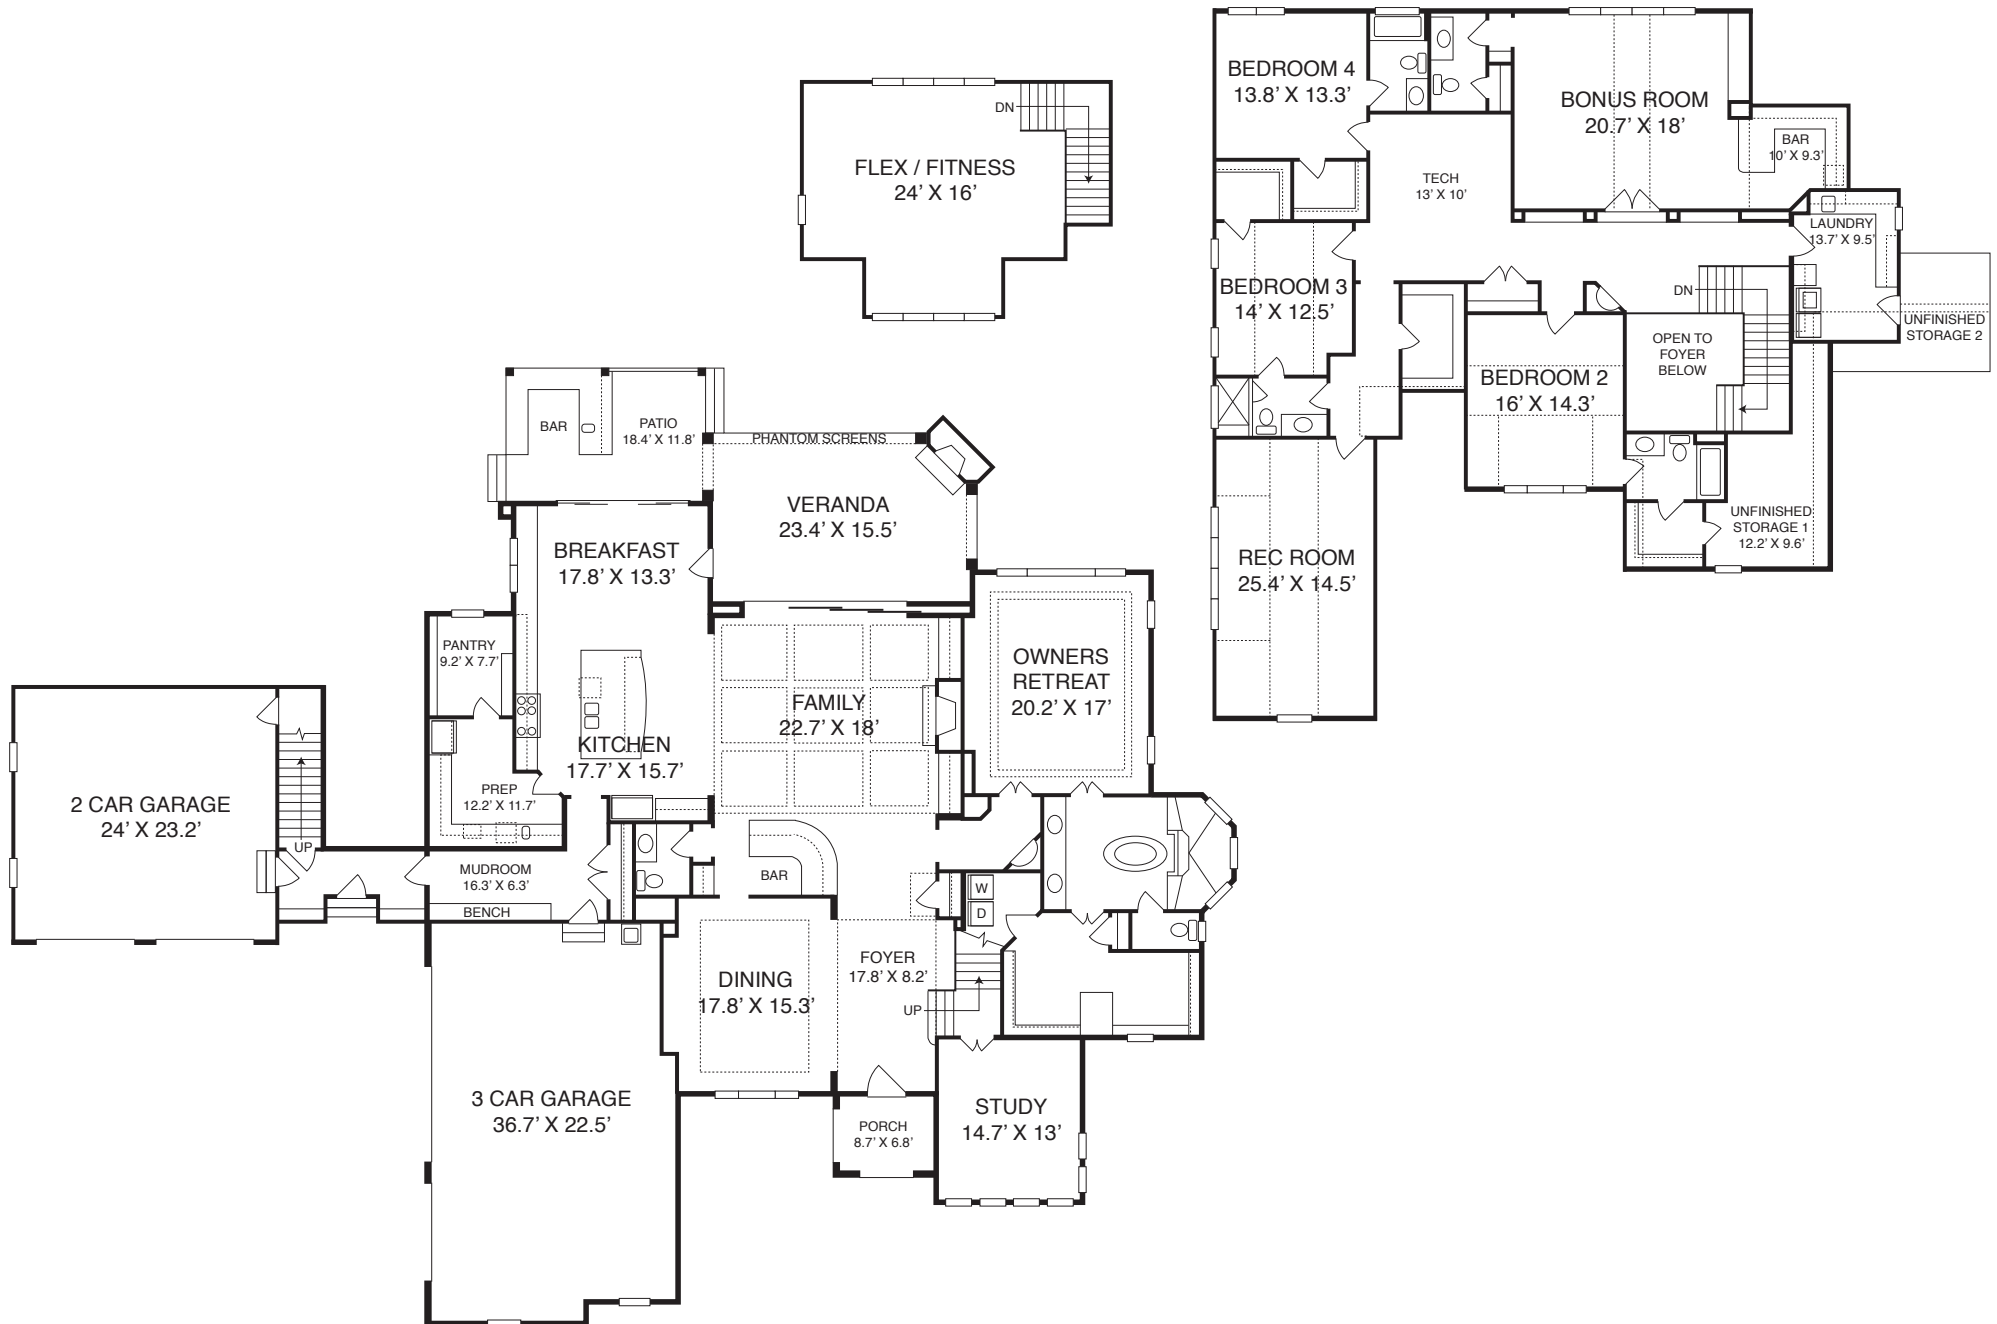 BEDROOM 4
13.8’ X 13.3’
BONUS ROOM
20.7’ X 18’
BAR
10’ X 9.3’
TECH
13’ X 10’
LAUNDRY
13.7’ X 9.5’
BEDROOM 3
14’ X 12.5’
DN
OPEN TO
FOYER
BELOW
UNFINISHED
STORAGE 2
BEDROOM 2
16’ X 14.3’
UNFINISHED
STORAGE 1
12.2’ X 9.6’
REC ROOM
25.4’ X 14.5’
DN
FLEX / FITNESS
24’ X 16’
BAR
PATIO
18.4’ X 11.8’
PHANTOM SCREENS
VERANDA
23.4’ X 15.5’
BREAKFAST
17.8’ X 13.3’
PANTRY
9.2’ X 7.7’
OWNERS
RETREAT
20.2’ X 17’
FAMILY
22.7’ X 18’
KITCHEN
17.7’ X 15.7’
PREP
12.2’ X 11.7’
2 CAR GARAGE
24’ X 23.2’
UP
MUDROOM
16.3’ X 6.3’
BENCH
BAR
W
D
FOYER
17.8’ X 8.2’
UP
DINING
17.8’ X 15.3’
3 CAR GARAGE
36.7’ X 22.5’
PORCH
8.7’ X 6.8’
STUDY
14.7’ X 13’